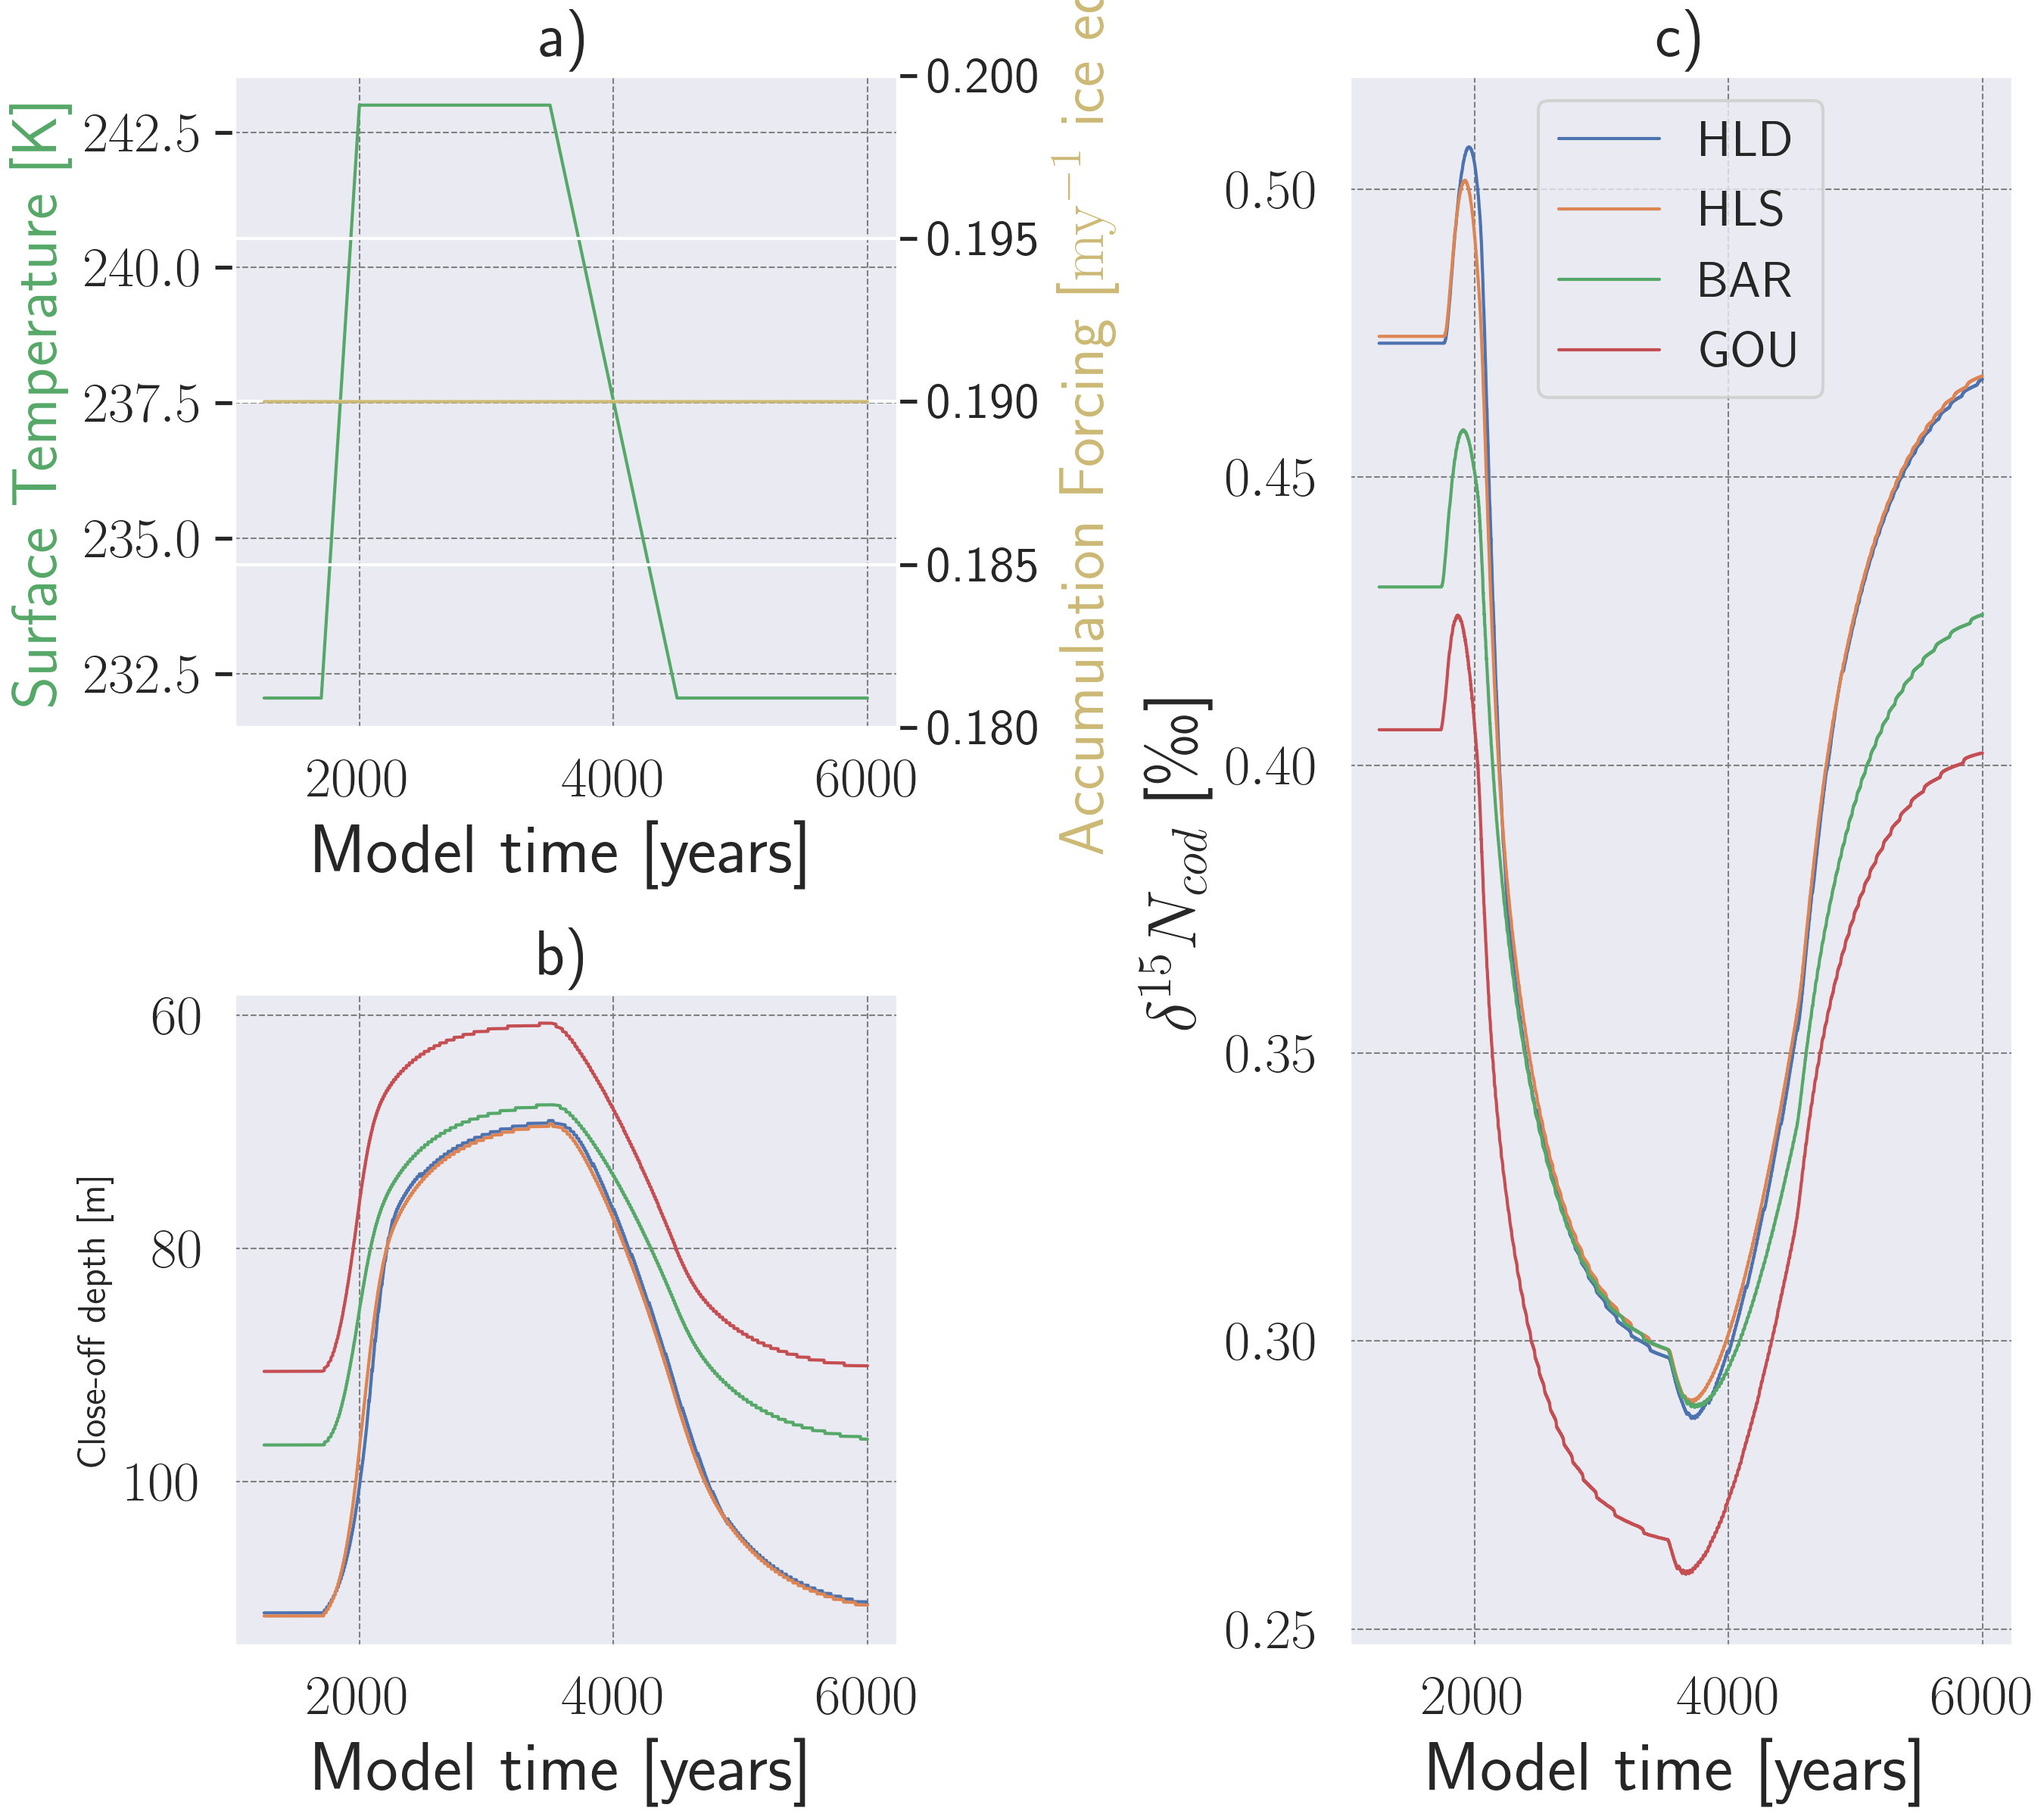 a)
Surface Temperature [K]
242.5
240.0
237.5
235.0
232.5
0.200
0.195
0.190
0.185
0.180
Accumulation Forcing [my⁻¹ ice
2000 4000 6000
Model time [years]
b)
Close-off depth [m]
60
80
100
2000 4000 6000
Model time [years]
c)
HLD
HLS
BAR
GOU
δ¹⁵N_cod [‰]
0.50
0.45
0.40
0.35
0.30
0.25
2000 4000 6000
Model time [years]